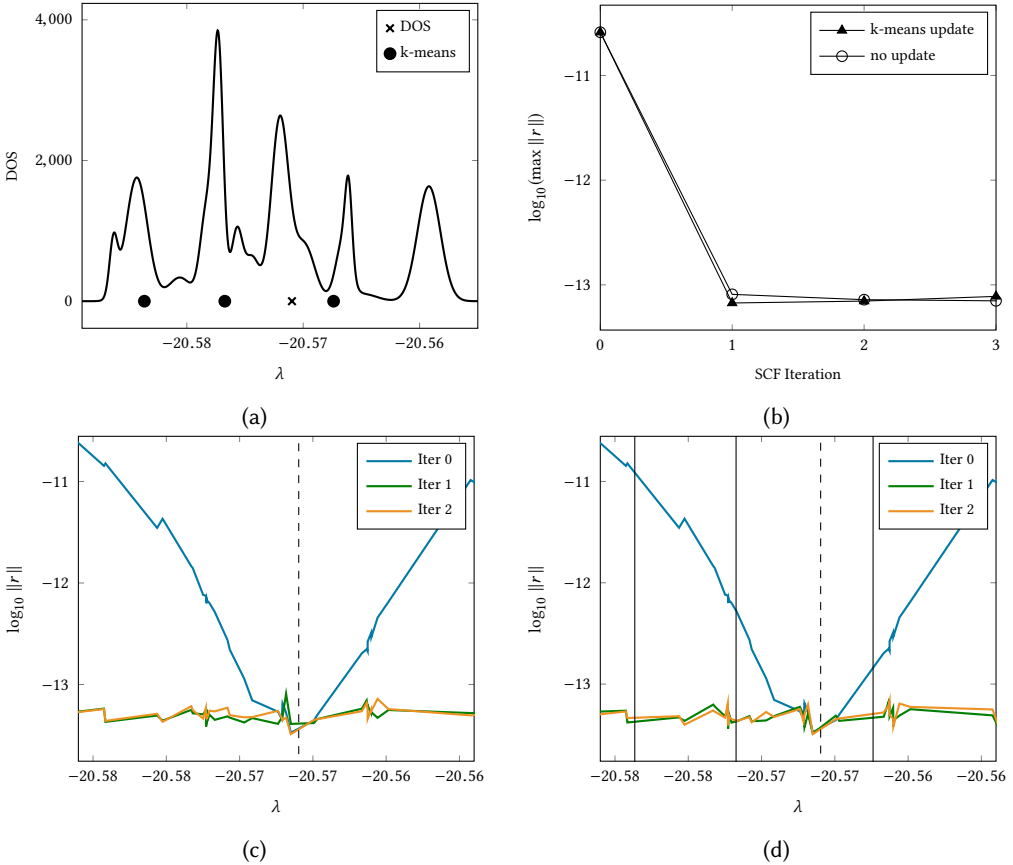 4,000
2,000
0
DOS
DOS
k-means
−20.58
−20.57
−20.56
λ
(a)
−11
−12
−13
log10(max ||r||)
k-means update
no update
0
1
2
3
SCF Iteration
(b)
−11
−12
−13
log10 ||r||
Iter 0
Iter 1
Iter 2
−20.58
−20.58
−20.57
−20.57
−20.56
−20.56
λ
(c)
−11
−12
−13
log10 ||r||
Iter 0
Iter 1
Iter 2
−20.58
−20.58
−20.57
−20.57
−20.56
−20.56
λ
(d)